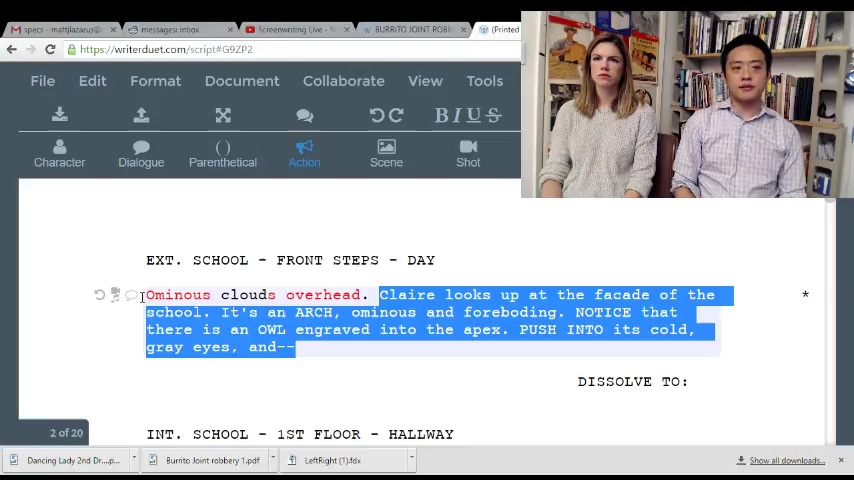 specs - mattjlazarus@
messages: inbox
Screenwriting Live - W
BURRITO JOINT ROBB
(Printed
https://writerduet.com/script#G9ZP2
File Edit Format Document Collaborate View Tools
B I U S
Character Dialogue Parenthetical Action Scene Shot
EXT. SCHOOL - FRONT STEPS - DAY
Ominous clouds overhead. Claire looks up at the facade of the *
school. It's an ARCH, ominous and foreboding. NOTICE that
there is an OWL engraved into the apex. PUSH INTO its cold,
gray eyes, and--
DISSOLVE TO:
2 of 20
INT. SCHOOL - 1ST FLOOR - HALLWAY
Dancing Lady 2nd Dr....p...
Burrito Joint robbery 1.pdf
LeftRight (1).fdx
Show all downloads...